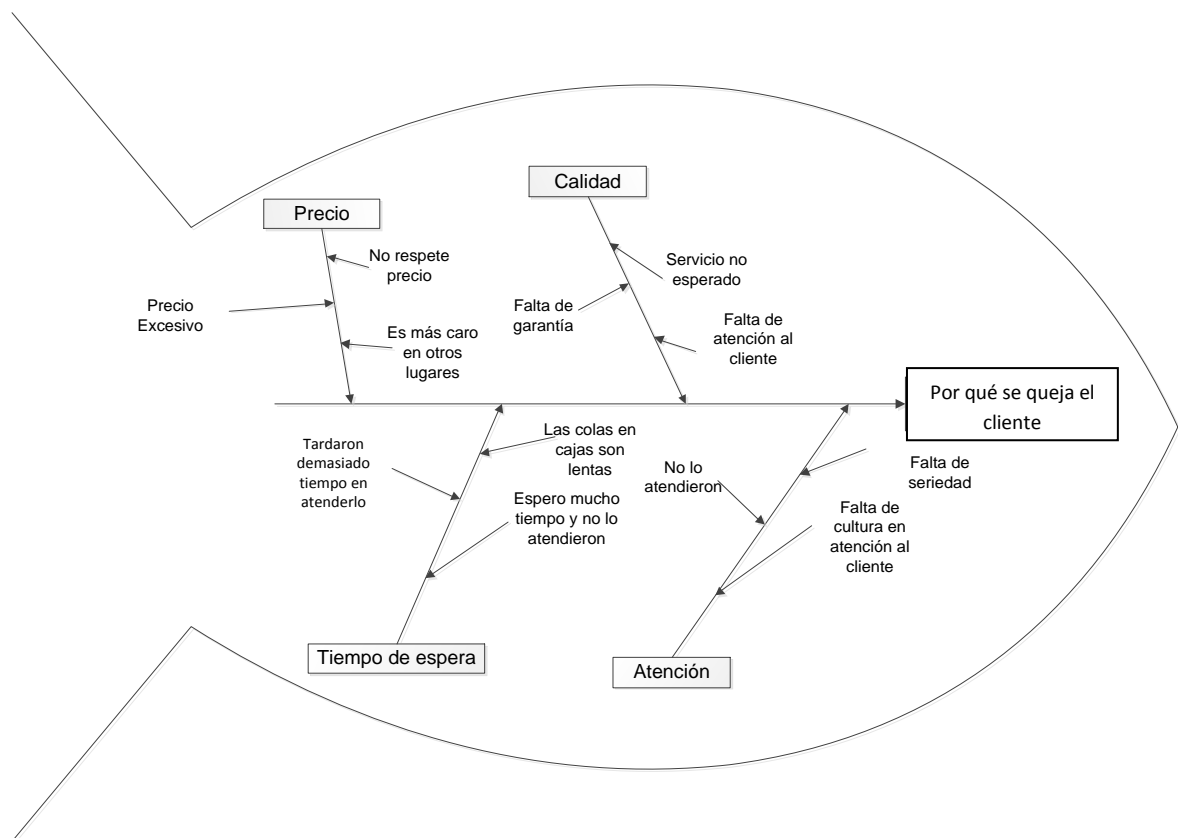 Calidad
Precio
No respete
precio
Servicio no
esperado
Precio
Excesivo
Falta de
garantía
Es más caro
en otros
lugares
Falta de
atención al
cliente
Por qué se queja el
cliente
Tardaron
demasiado
tiempo en
atenderlo
Las colas en
cajas son
lentas
Espero mucho
tiempo y no lo
atendieron
No lo
atendieron
Falta de
seriedad
Falta de
cultura en
atención al
cliente
Tiempo de espera
Atención